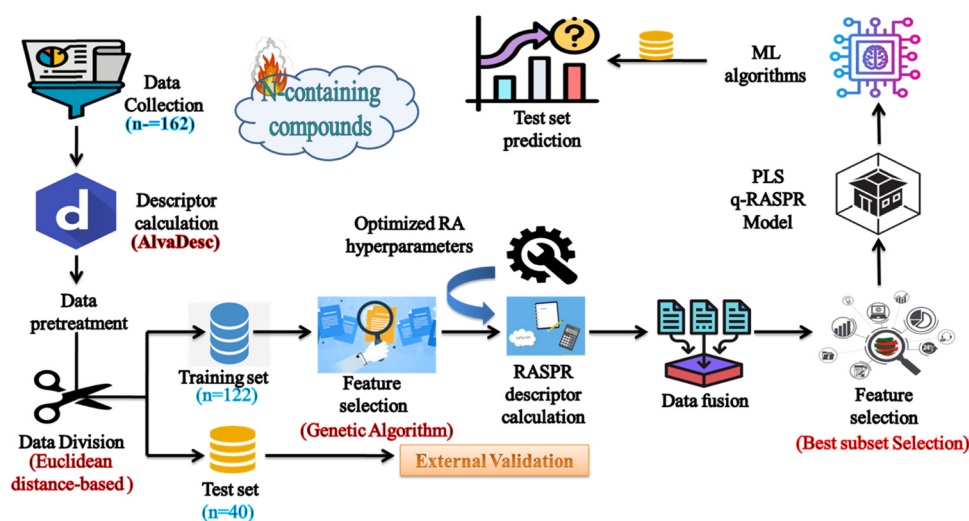 Data
Collection
(n-=162)
N-containing
compounds
Test set
prediction
ML
algorithms
d
Descriptor
calculation
(AlvaDesc)
Optimized RA
hyperparameters
PLS
q-RASPR
Model
Data
pretreatment
Training set
(n=122)
Feature
selection
(Genetic Algorithm)
RASPR
descriptor
calculation
Data fusion
Feature
selection
(Best subset Selection)
Data Division
(Euclidean
distance-based )
Test set
(n=40)
External Validation
?